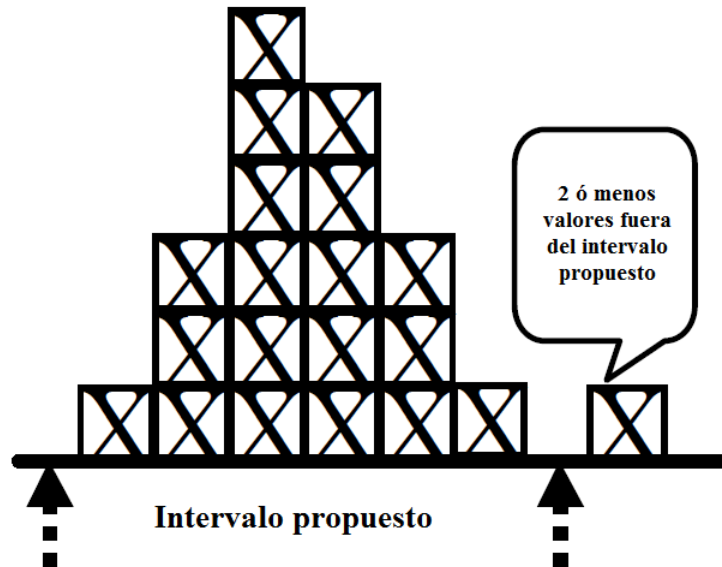 2 ó menos
valores fuera
del intervalo
propuesto
X
X X
X X
X X X X
X X X X
X X X X X X X
Intervalo propuesto